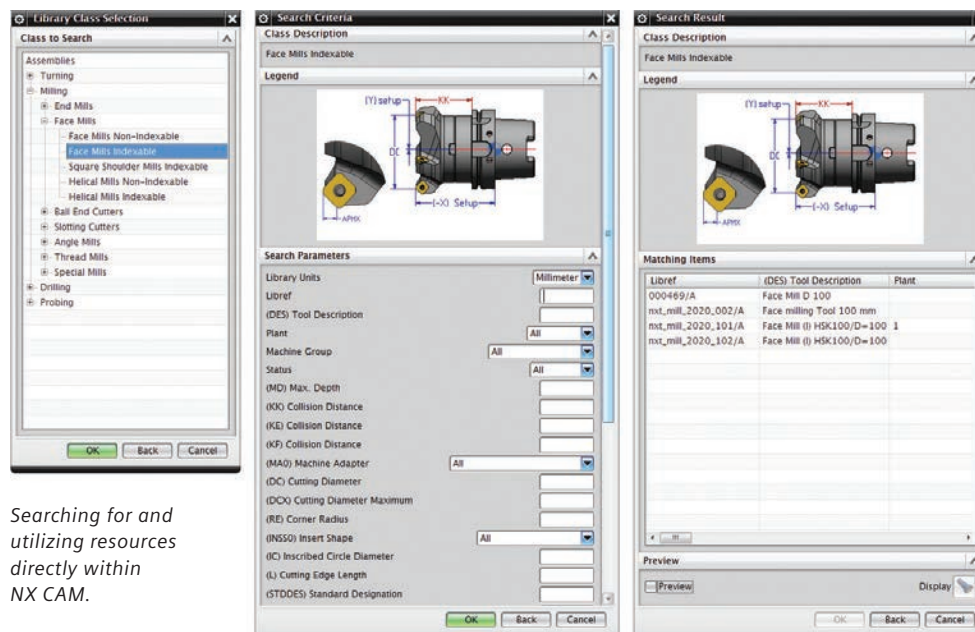 Library Class Selection
Class to Search
Assemblies
Turning
Milling
End Mills
Face Mills
Face Mills Non-Indexable
Face Mills Indexable
Square Shoulder Mills Indexable
Helical Mills Non-Indexable
Helical Mills Indexable
Ball End Cutters
Slotting Cutters
Angle Mills
Thread Mills
Special Mills
Drilling
Probing
OK Back Cancel
Searching for and
utilizing resources
directly within
NX CAM.
Search Criteria
Class Description
Face Mills Indexable
Legend
(Y) setup
KK
DC
(-X) Setup
APMX
Search Parameters
Library Units Millimeter
Libref
(DES) Tool Description
Plant All
Machine Group All
Status All
(MD) Max. Depth
(KK) Collision Distance
(KE) Collision Distance
(KF) Collision Distance
(MA0) Machine Adapter All
(DC) Cutting Diameter
(DCX) Cutting Diameter Maximum
(RE) Corner Radius
(INSS0) Insert Shape All
(IC) Inscribed Circle Diameter
(L) Cutting Edge Length
(STDDES) Standard Designation
OK Back Cancel
Search Result
Class Description
Face Mills Indexable
Legend
(Y) setup
KK
DC
(-X) Setup
APMX
Matching Items
Libref (DES) Tool Description Plant
000469/A Face Mill D 100
nxt_mill_2020_002/A Face milling Tool 100 mm
nxt_mill_2020_101/A Face Mill (I) HSK100/D=100 1
nxt_mill_2020_102/A Face Mill (I) HSK100/D=100
Preview
Preview Display
OK Back Cancel